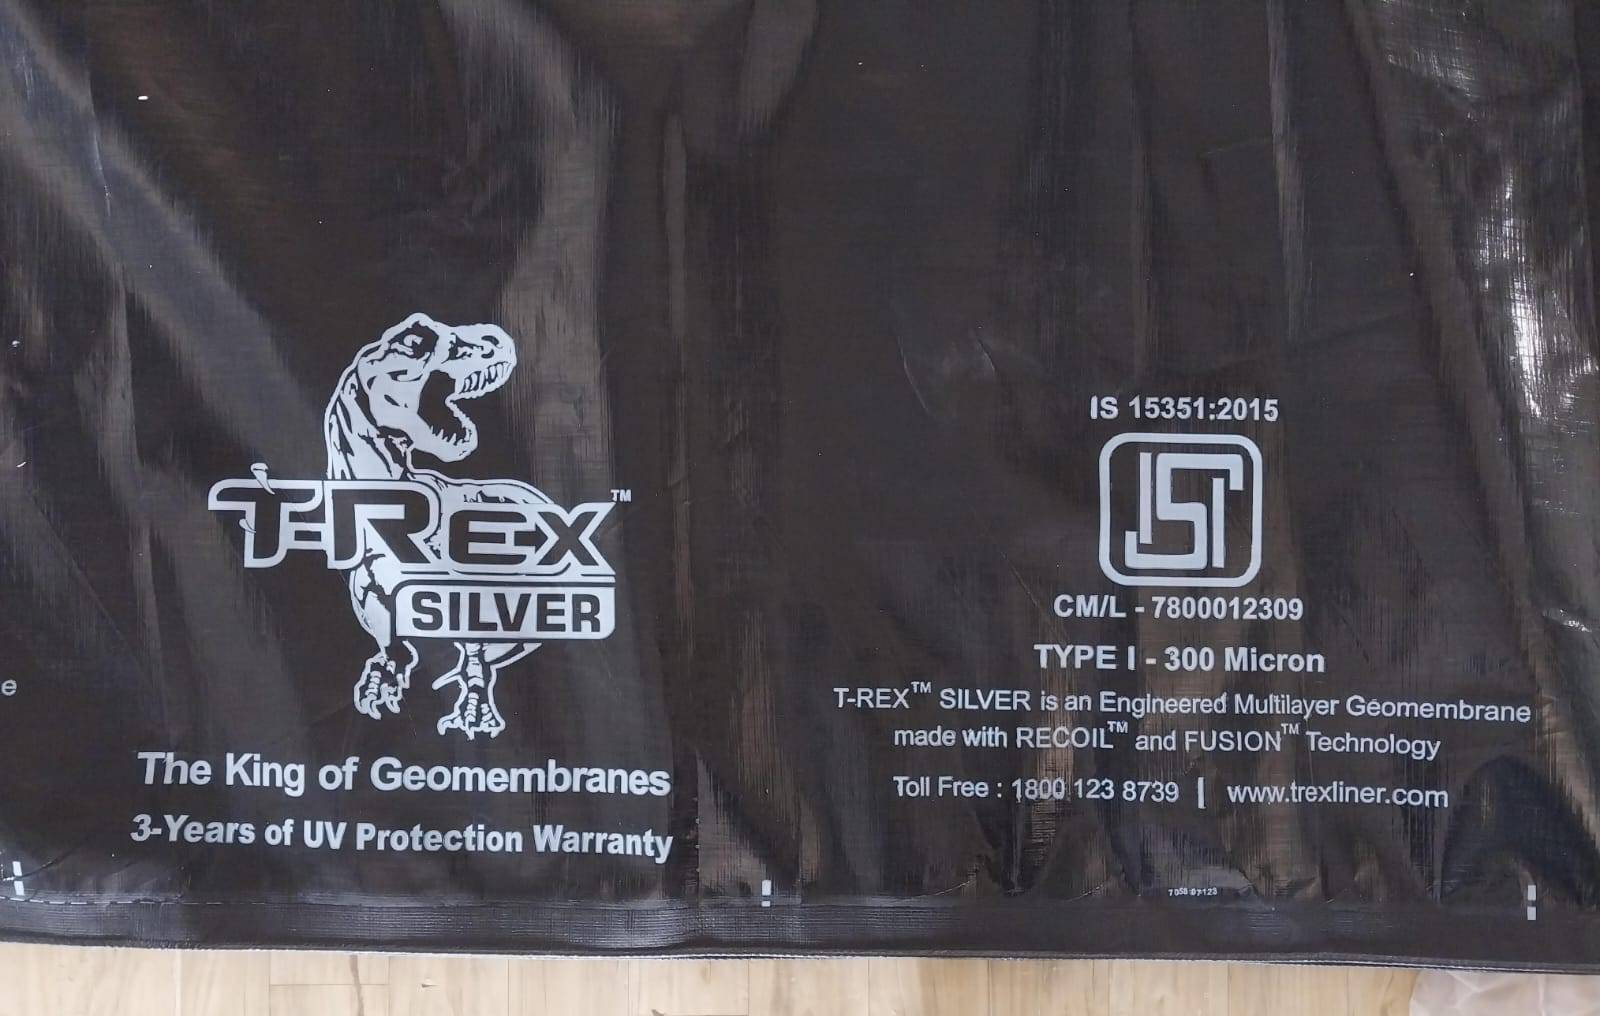 T-REX™
SILVER
The King of Geomembranes
3-Years of UV Protection Warranty
e
IS 15351:2015
ISI
CM/L - 7800012309
TYPE I - 300 Micron
T-REX™ SILVER is an Engineered Multilayer Geomembrane
made with RECOIL™ and FUSION™ Technology
Toll Free : 1800 123 8739 | www.trexliner.com